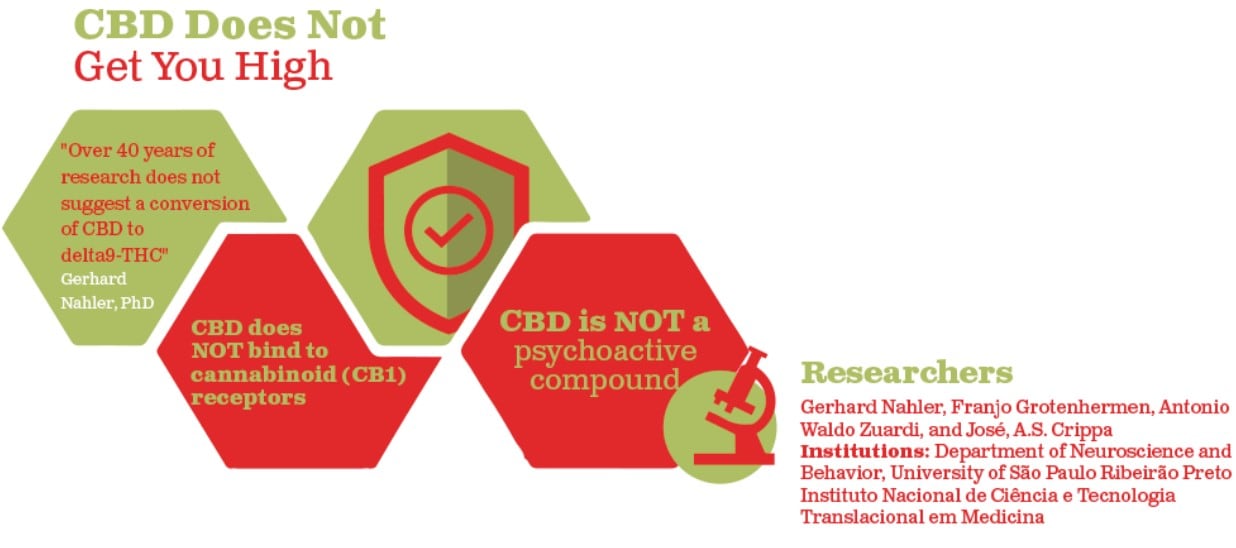 CBD Does Not
Get You High
"Over 40 years of
research does not
suggest a conversion
of CBD to
delta9-THC"
Gerhard
Nahler, PhD
CBD does
NOT bind to
cannabinoid (CB1)
receptors
CBD is NOT a
psychoactive
compound
Researchers
Gerhard Nahler, Franjo Grotenhermen, Antonio
Waldo Zuardi, and José, A.S. Crippa
Institutions: Department of Neuroscience and
Behavior, University of São Paulo Ribeirão Preto
Instituto Nacional de Ciência e Tecnologia
Translacional em Medicina